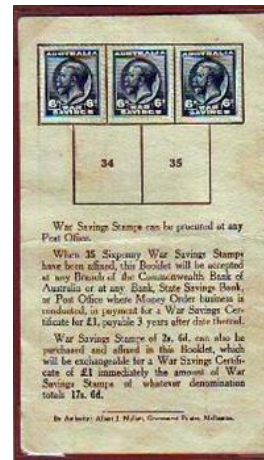 AUSTRALIA AUSTRALIA AUSTRALIA
6D 6D 6D 6D 6D 6D
WAR SAVINGS WAR SAVINGS WAR SAVINGS
34 35
War Savings Stamps can be procured at any
Post Office.
When 35 Sixpenny War Savings Stamps
have been affixed, this Booklet will be accepted
at any Branch of the Commonwealth Bank of
Australia or at any Bank, State Savings Bank,
or Post Office where Money Order business is
conducted, in payment for a War Savings Cer-
tificate for £1, payable 3 years after date thereof.
War Savings Stamps of 2s. 6d. can also be
purchased and affixed in this Booklet, which
will be exchangeable for a War Savings Certifi-
cate of £1 immediately the amount of War
Savings Stamps of whatever denomination
totals 17s. 6d.
By Authority: Albert J. Mullett, Government Printer, Melbourne.